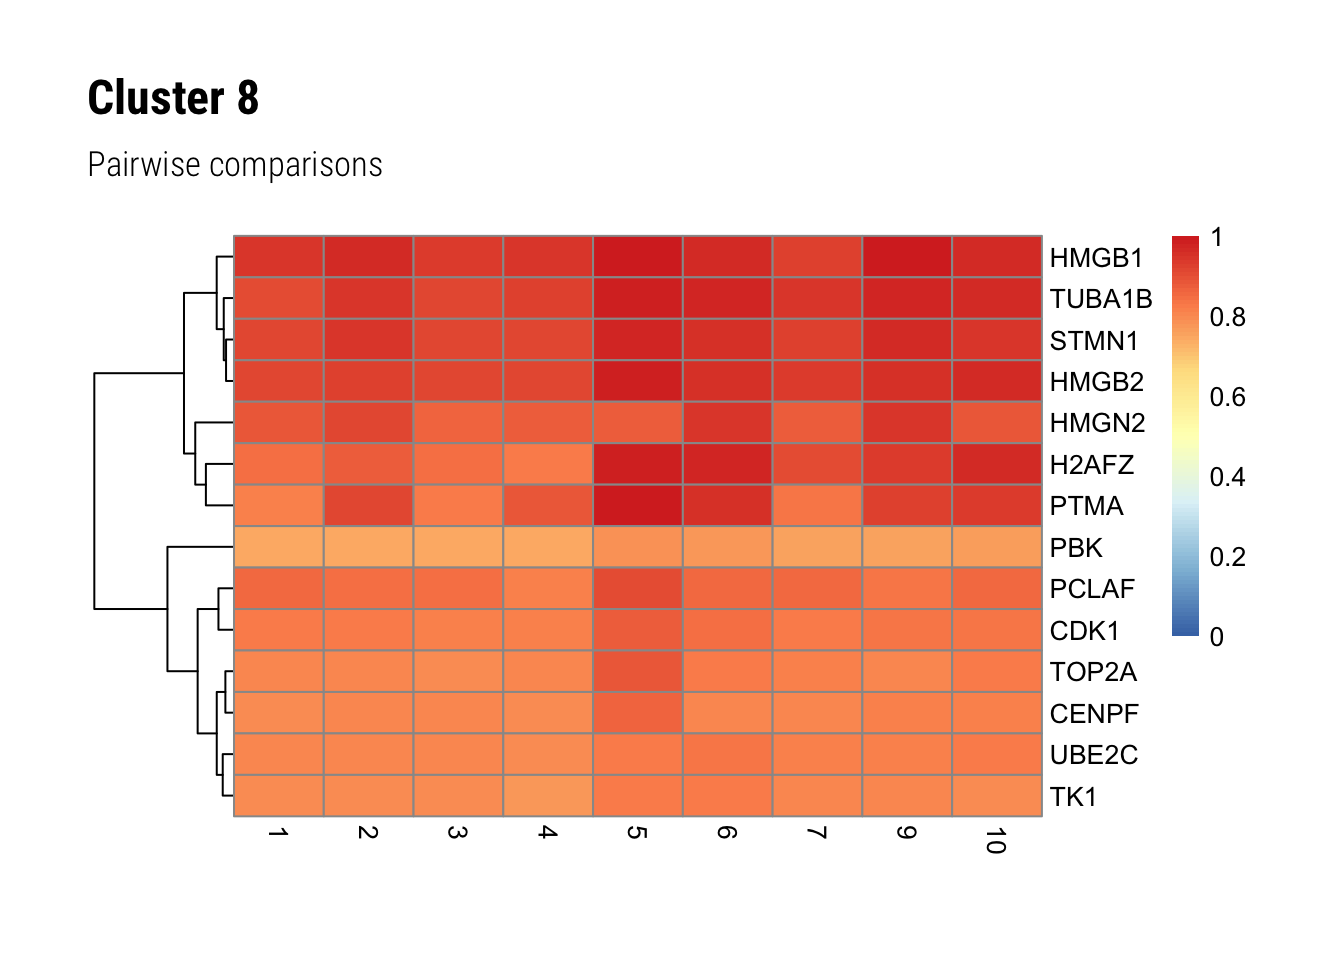 Cluster 8
Pairwise comparisons
HMGB1
TUBA1B
STMN1
HMGB2
HMGN2
H2AFZ
PTMA
PBK
PCLAF
CDK1
TOP2A
CENPF
UBE2C
TK1
1 2 3 4 5 6 7 9 10
1
0.8
0.6
0.4
0.2
0